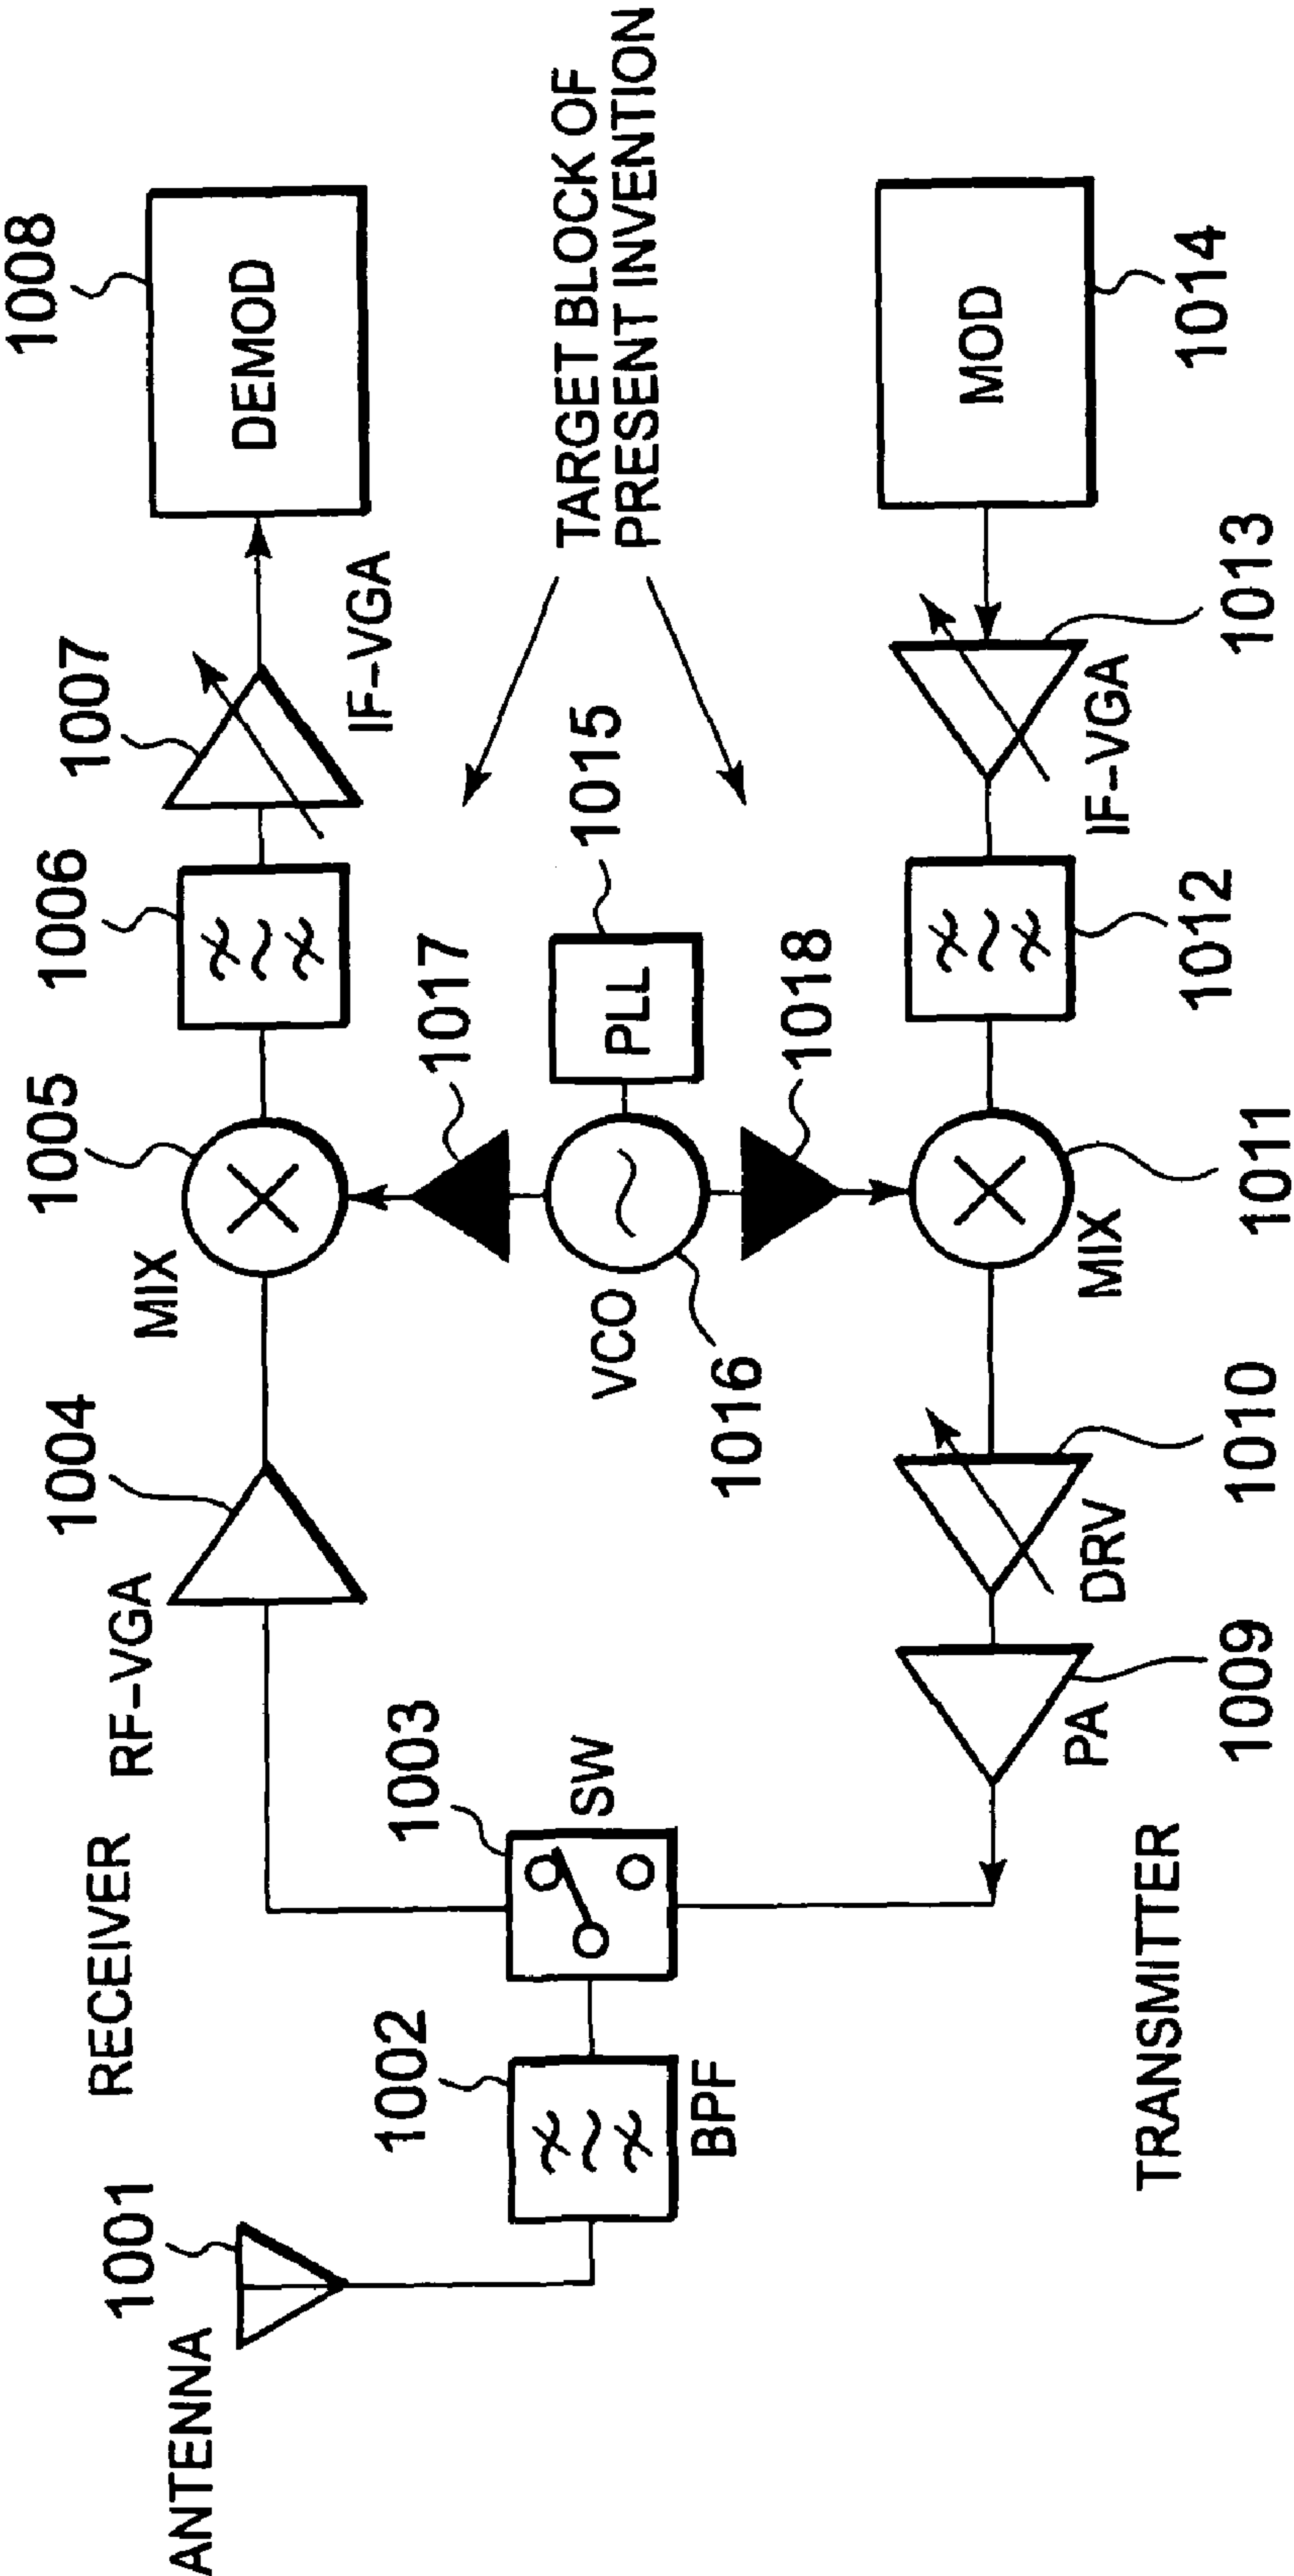 ANTENNA
1001
1002
BPF
1003
SW
RECEIVER
RF-VGA
1004
MIX
1005
1006
1007
IF-VGA
1008
DEMOD
TARGET BLOCK OF
PRESENT INVENTION
1017
VCO
1016
PLL
1015
1018
TRANSMITTER
PA
1009
DRV
1010
MIX
1011
1012
IF-VGA
1013
MOD
1014